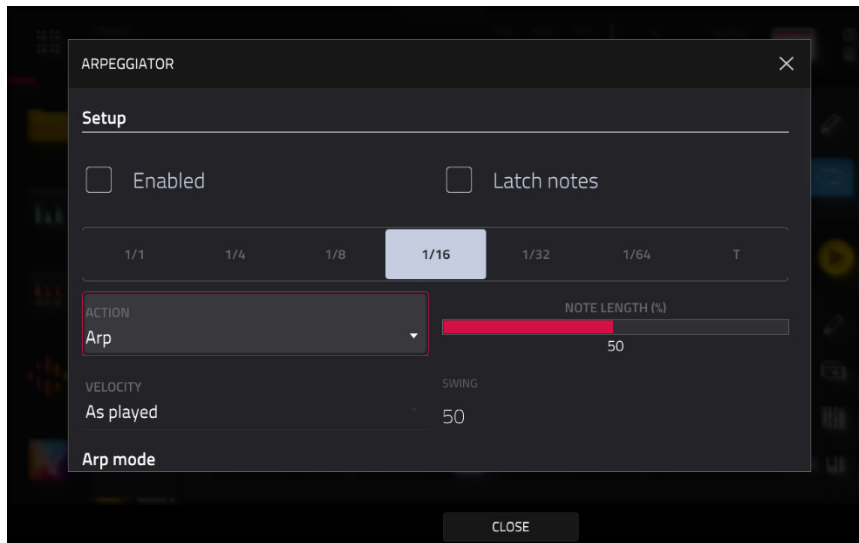 ARPEGGIATOR
Setup
Enabled Latch notes
1/1 1/4 1/8 1/16 1/32 1/64 T
ACTION NOTE LENGTH (%)
Arp
50
VELOCITY SWING
As played 50
Arp mode
CLOSE